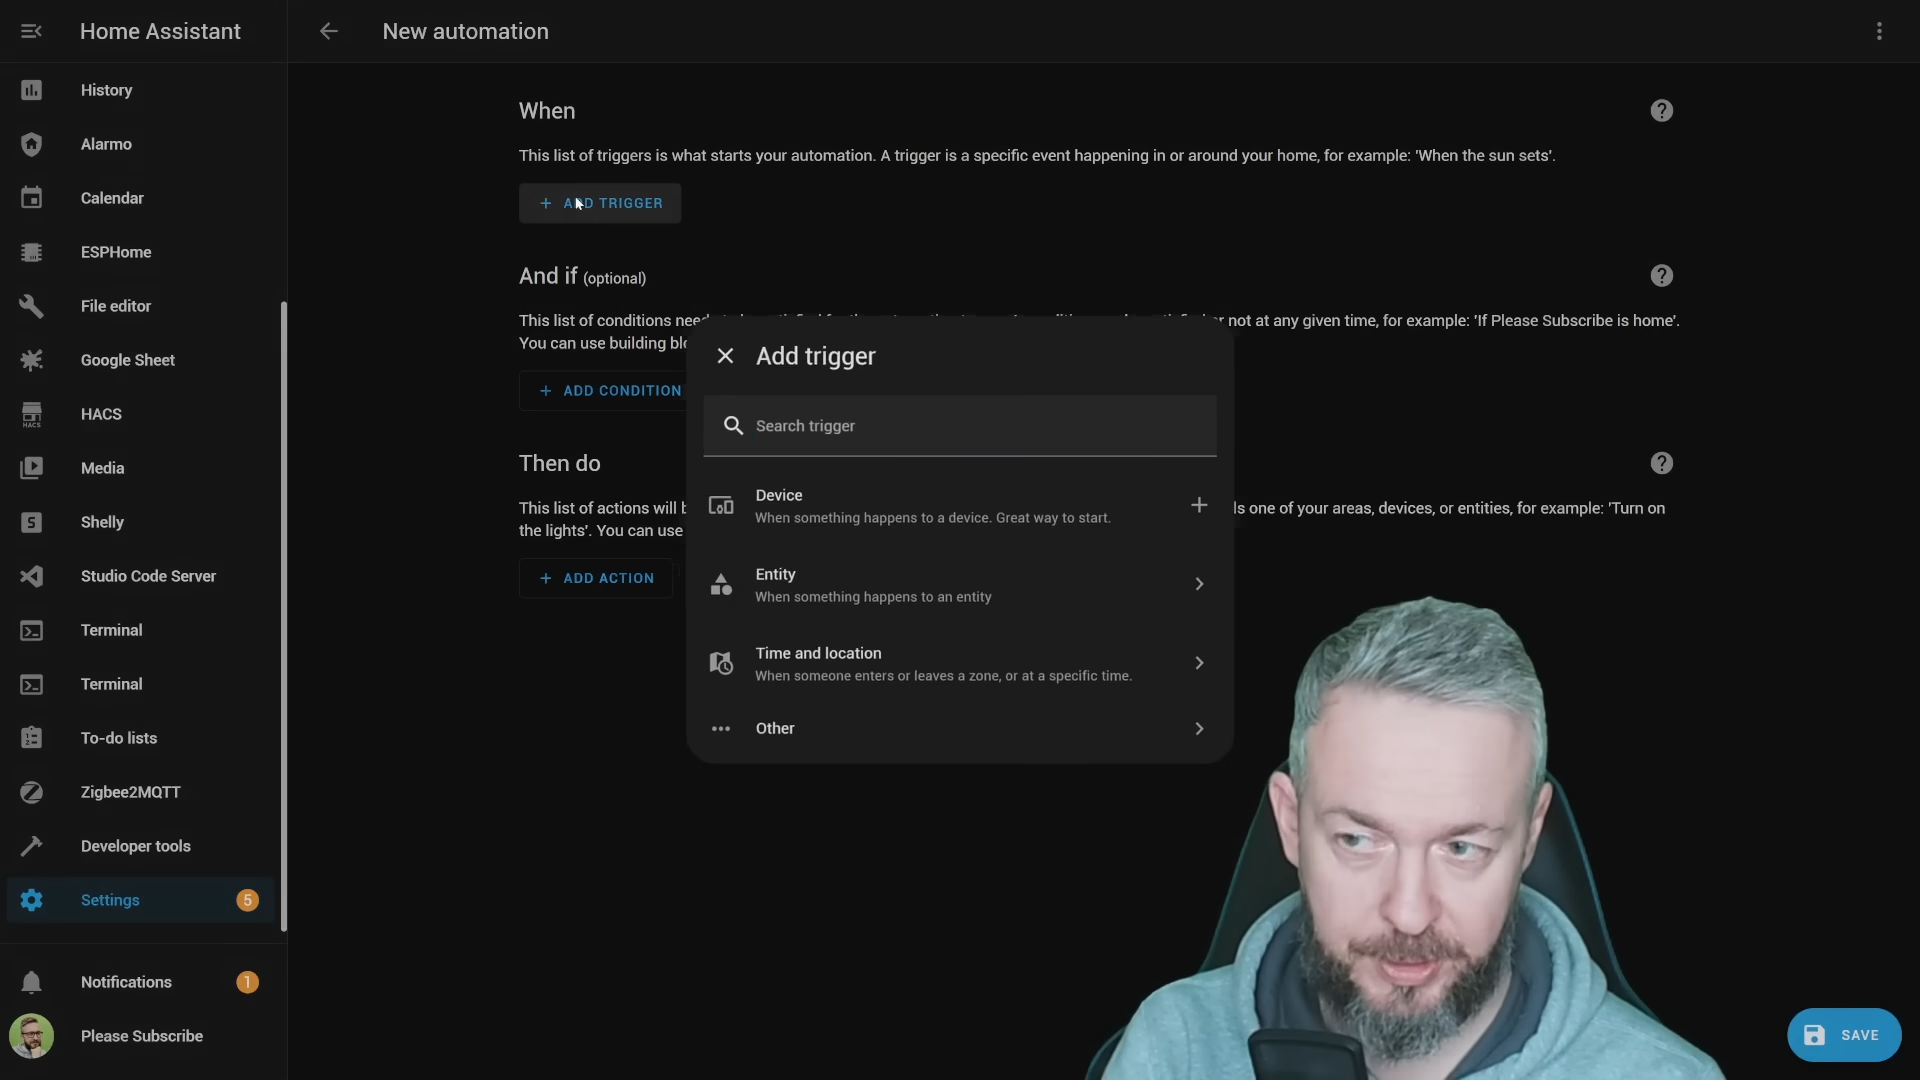 Home Assistant
New automation
History
Alarmo
Calendar
ESPHome
File editor
Google Sheet
HACS
HACS
Media
Shelly
S
Studio Code Server
Terminal
Terminal
To-do lists
Zigbee2MQTT
Developer tools
Settings
5
Notifications
1
Please Subscribe
When
This list of triggers is what starts your automation. A trigger is a specific event happening in or around your home, for example: 'When the sun sets'.
+ ADD TRIGGER
And if (optional)
This list of conditions
not at any given time, for example: 'If Please Subscribe is home'.
You can use building
+ ADD CONDITION
Then do
This list of actions will
one of your areas, devices, or entities, for example: 'Turn on
the lights'. You can use
+ ADD ACTION
Add trigger
Search trigger
Device
When something happens to a device. Great way to start.
Entity
When something happens to an entity
Time and location
When someone enters or leaves a zone, or at a specific time.
Other
SAVE